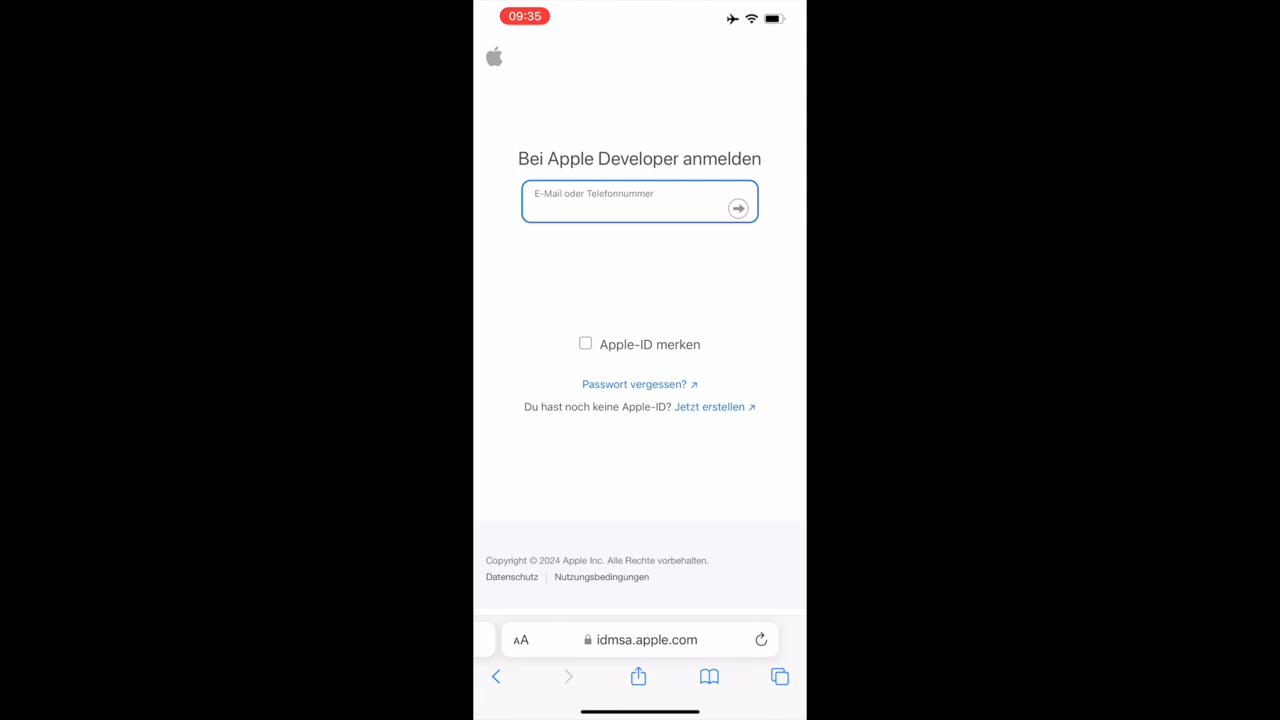 09:35
Bei Apple Developer anmelden
E-Mail oder Telefonnummer
Apple-ID merken
Passwort vergessen? ↗
Du hast noch keine Apple-ID? Jetzt erstellen ↗
Copyright © 2024 Apple Inc. Alle Rechte vorbehalten.
Datenschutz | Nutzungsbedingungen
AA idmsa.apple.com